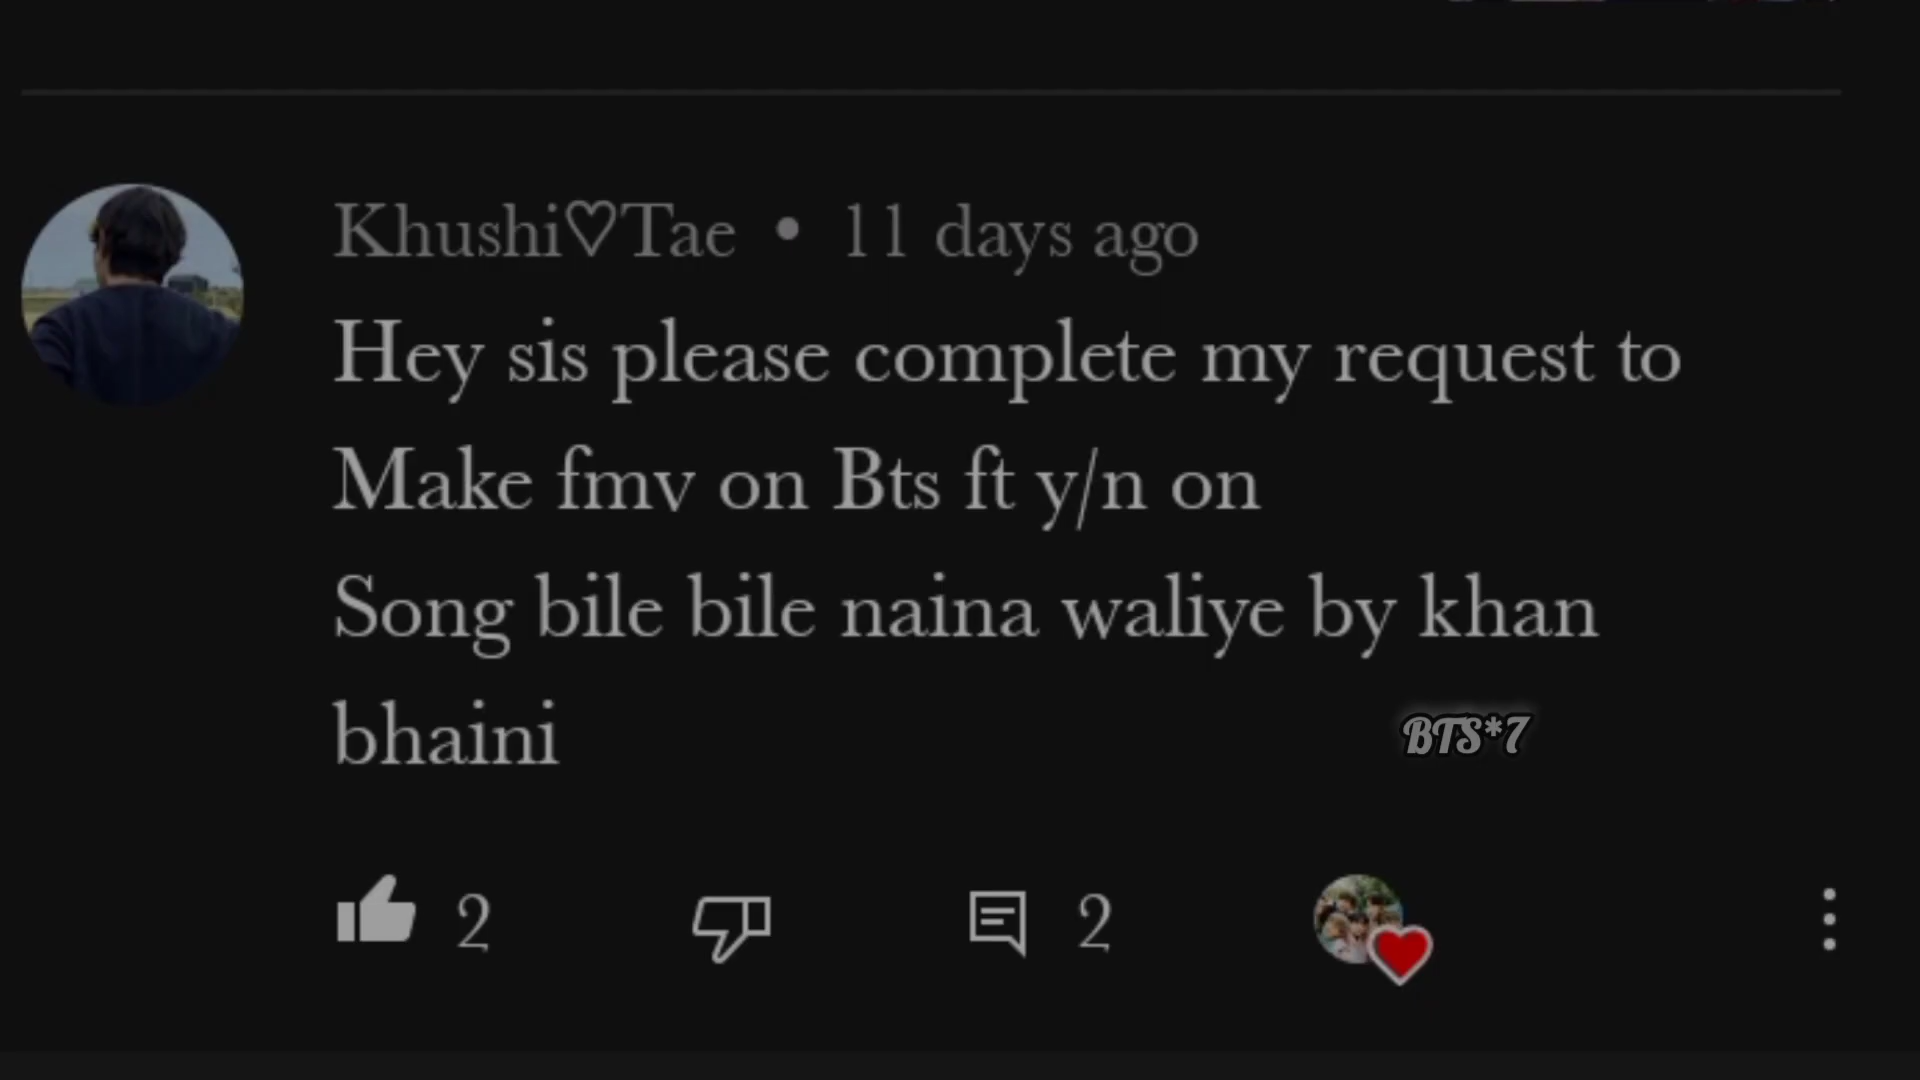 Khushi♡Tae • 11 days ago
Hey sis please complete my request to
Make fmv on Bts ft y/n on
Song bile bile naina waliye by khan
bhaini
BTS*7
2
2